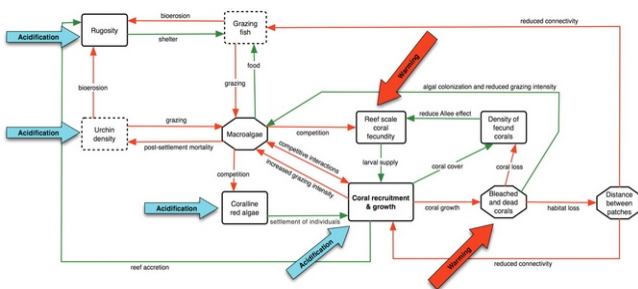 bioerosion
reduced connectivity
Acidification
Rugosity
Grazing
fish
shelter
Warming
food
grazing
algal colonization and reduced grazing intensity
bioerosion
Acidification
grazing
Urchin
density
post-settlement mortality
Macroalgae
competition
Reef scale
coral
fecundity
reduce Allee effect
Density of
fecund
corals
competitive interactions
increased grazing intensity
larval supply
coral cover
coral loss
competition
Acidification
Coralline
red algae
settlement of individuals
Coral recruitment
& growth
coral growth
Bleached
and dead
corals
habitat loss
Distance
between
patches
Acidification
Warming
reef accretion
reduced connectivity